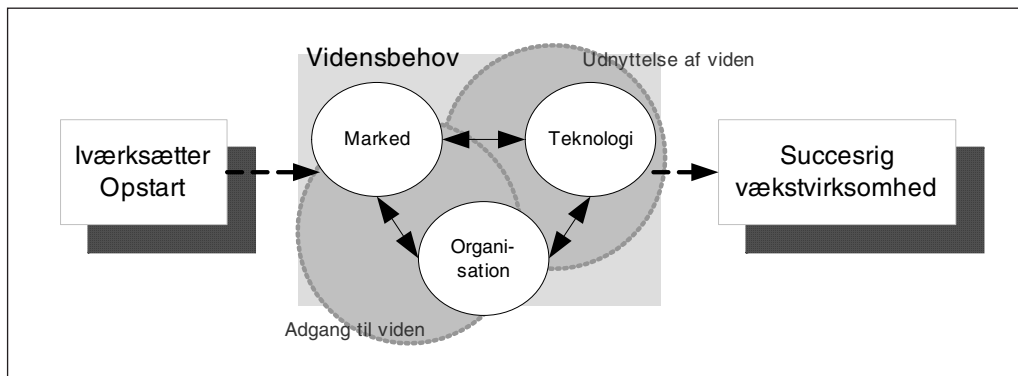 Vidensbehov
Udnyttelse af viden
Iværksætter
Opstart
Marked
Teknologi
Succesrig
vækstvirksomhed
Organi-
sation
Adgang til viden